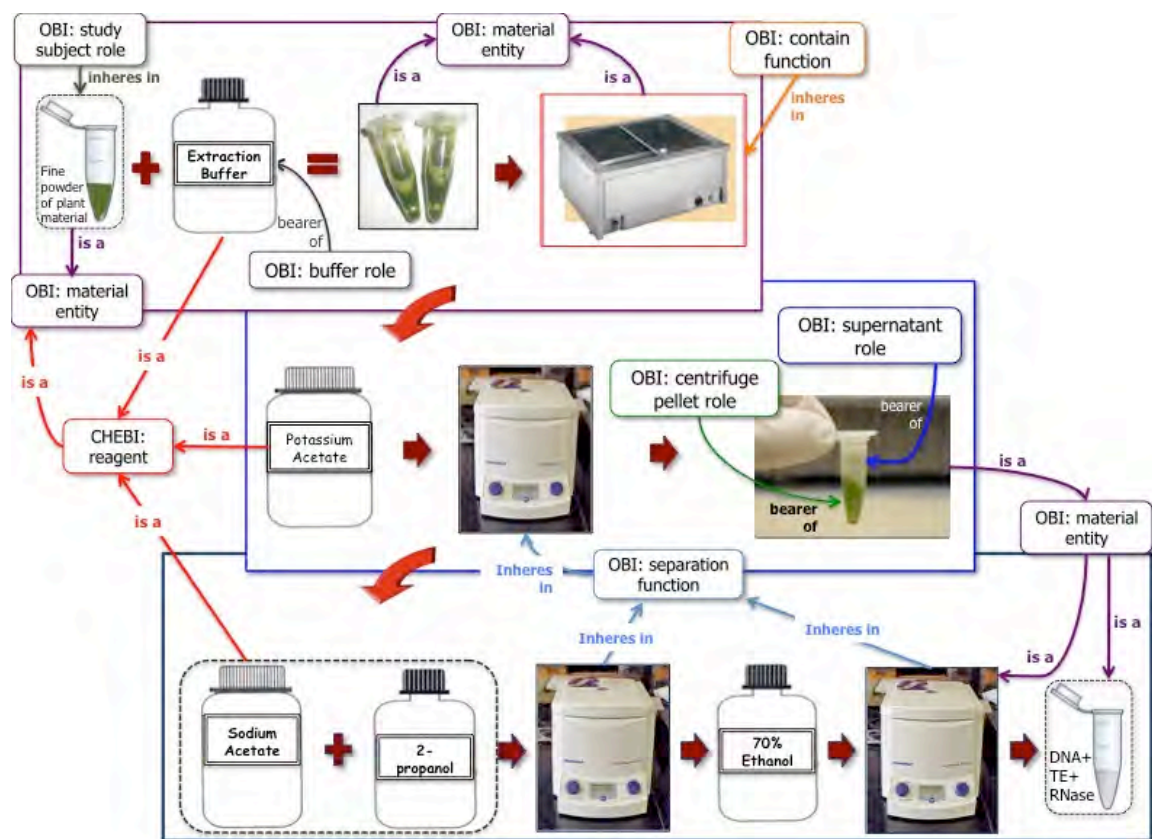 OBI: study
subject role
OBI: material
entity
OBI: contain
function
inheres in
is a
is a
inheres
in
Extraction
Buffer
Fine
powder
of plant
material
bearer
of
is a
OBI: buffer role
OBI: material
entity
OBI: supernatant
role
is a
is a
OBI: centrifuge
pellet role
bearer
of
CHEBI:
reagent
is a
Potassium
Acetate
is a
bearer
of
is a
OBI: material
entity
Inheres
in
OBI: separation
function
Inheres in
Inheres in
is a
is a
Sodium
Acetate
2-
propanol
70%
Ethanol
DNA+
TE+
RNase